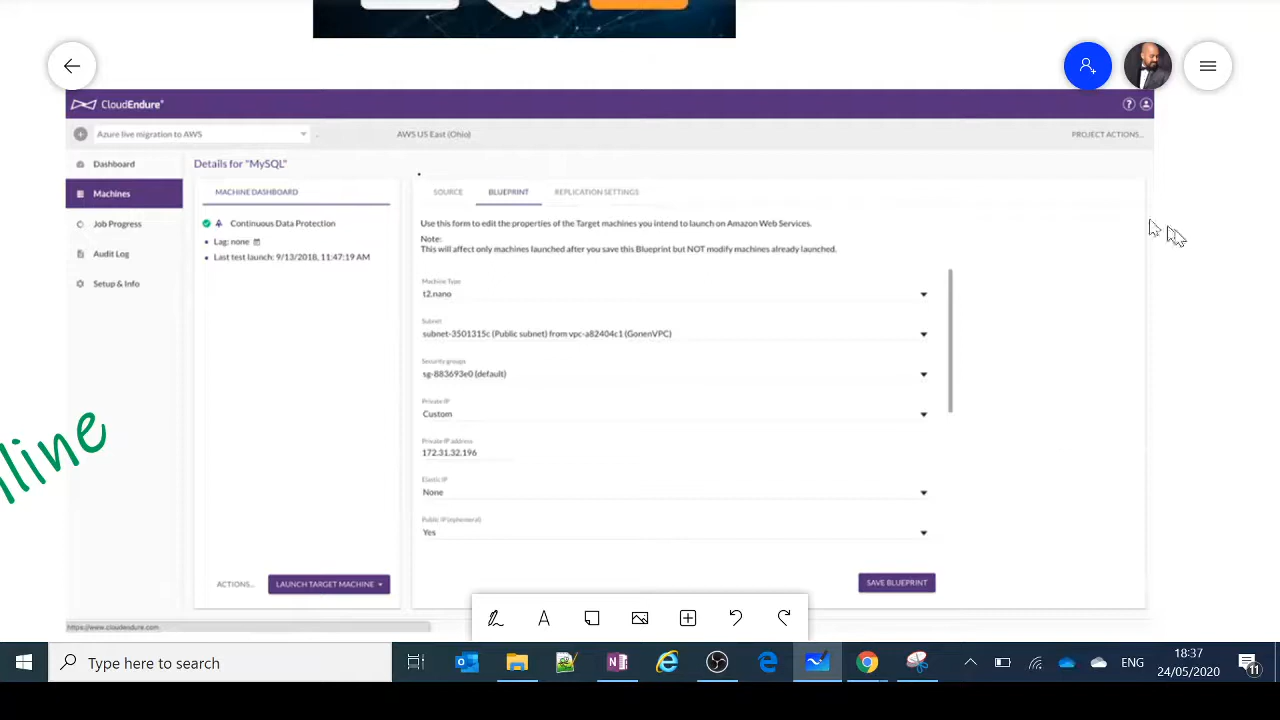 CloudEndure
Azure live migration to AWS
AWS US East (Ohio)
PROJECT ACTIONS...
Dashboard
Machines
Job Progress
Audit Log
Setup & Info
Details for "MySQL"
MACHINE DASHBOARD
Continuous Data Protection
Lag: none
Last test launch: 9/13/2018, 11:47:19 AM
ACTIONS...
LAUNCH TARGET MACHINE
SOURCE
BLUEPRINT
REPLICATION SETTINGS
Use this form to edit the properties of the Target machines you intend to launch on Amazon Web Services.
Note:
This will affect only machines launched after you save this Blueprint but NOT modify machines already launched.
Machine Type
t2.nano
Subnet
subnet-3501315c (Public subnet) from vpc-a82404c1 (GonenVPC)
Security groups
sg-883693e0 (default)
Private IP
Custom
Private IP address
172.31.32.196
Elastic IP
None
Public IP (ephemeral)
Yes
SAVE BLUEPRINT
https://www.cloudendure.com
Type here to search
ENG
18:37
24/05/2020
11